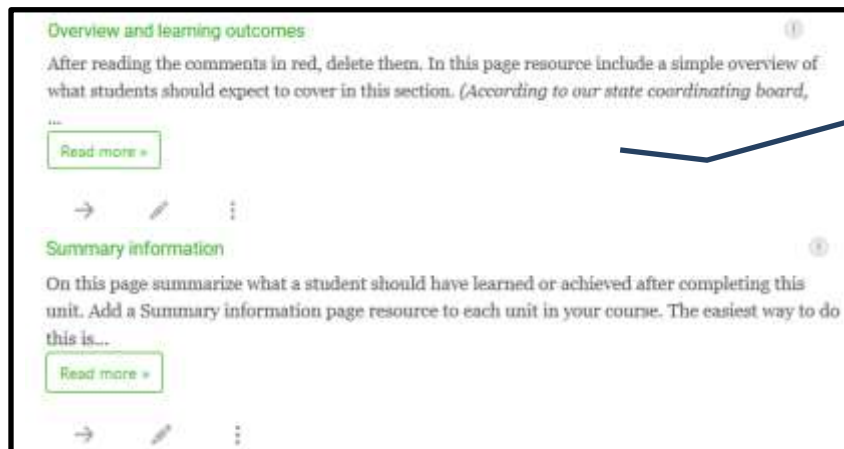 Overview and learning outcomes
After reading the comments in red, delete them. In this page resource include a simple overview of
what students should expect to cover in this section. (According to our state coordinating board,
...
Read more »
Summary information
On this page summarize what a student should have learned or achieved after completing this
unit. Add a Summary information page resource to each unit in your course. The easiest way to do
this is...
Read more »